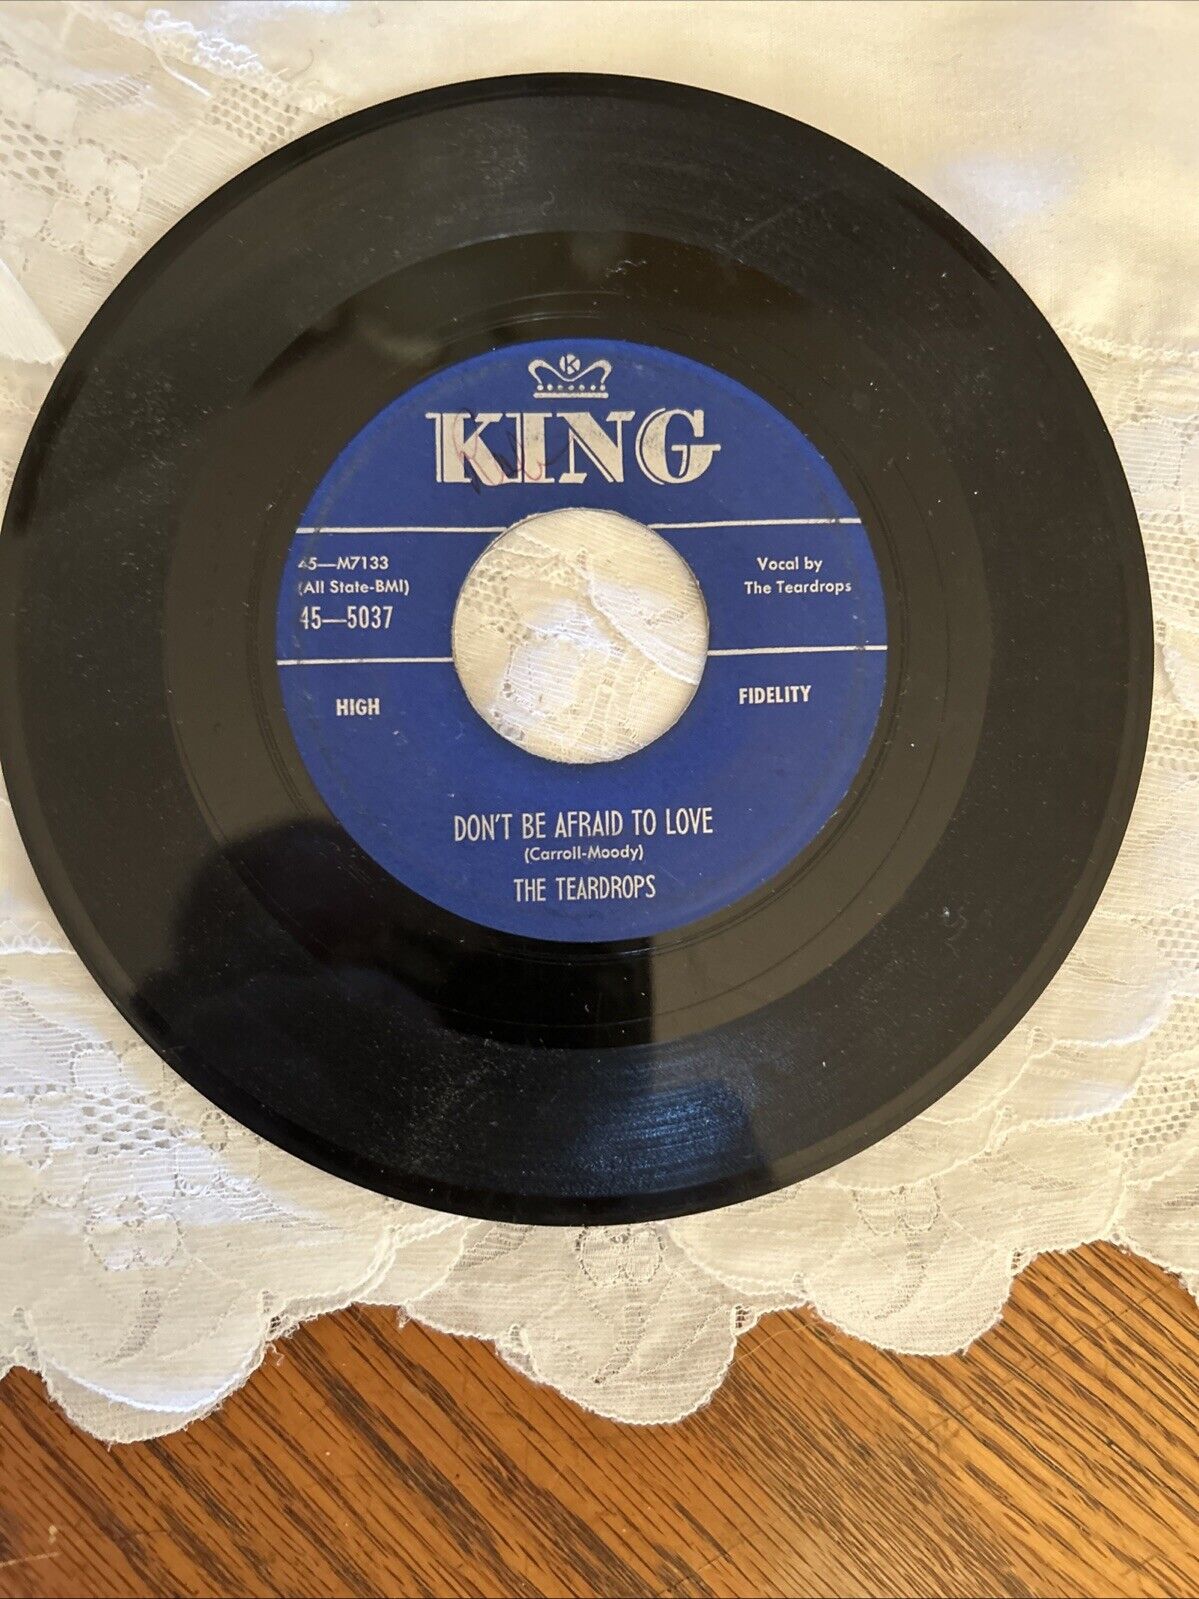 K
KING
45—M7133
(All State-BMI)
45—5037
Vocal by
The Teardrops
HIGH FIDELITY
DON'T BE AFRAID TO LOVE
(Carroll-Moody)
THE TEARDROPS